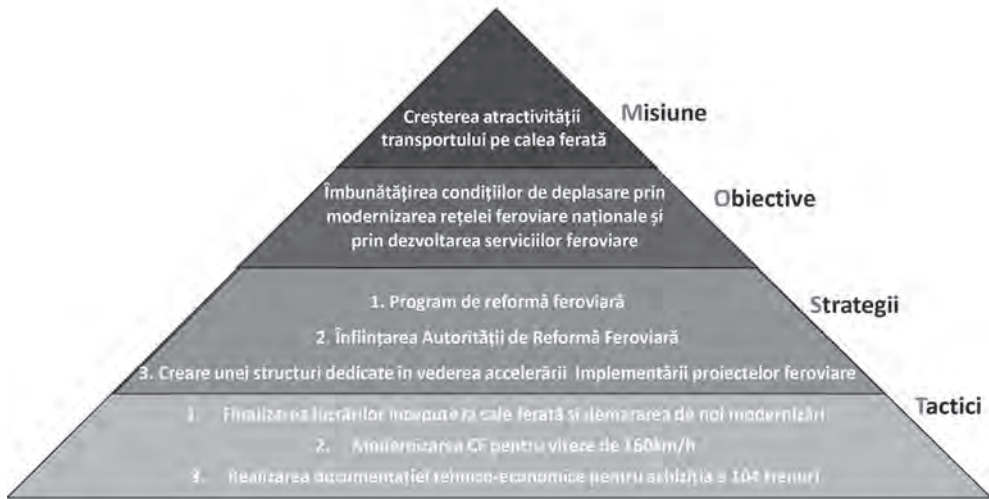 Creșterea atractivității
transportului pe calea ferată
Misiune
Îmbunătățirea condițiilor de deplasare prin
modernizarea rețelei feroviare naționale și
prin dezvoltarea serviciilor feroviare
Obiective
1. Program de reformă feroviară
2. Înființarea Autorității de Reformă Feroviară
3. Creare unei structuri dedicate în vederea accelerării Implementării proiectelor feroviare
Strategii
1. Finalizarea lucrărilor începute la cale ferată și demararea de noi modernizări
2. Modernizarea CF pentru viteze de 160km/h
3. Realizarea documentației tehnico-economice pentru achiziția a 104 trenuri
Tactici